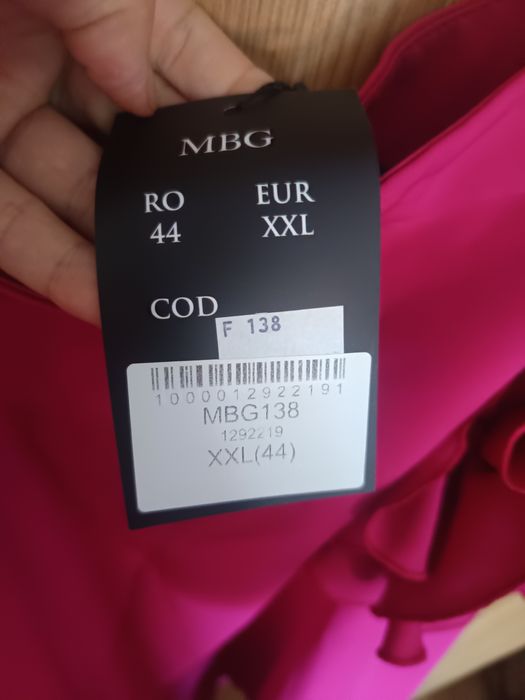 MBG
RO EUR
44 XXL
COD
F 138
1000012922191
MBG138
1292219
XXL(44)